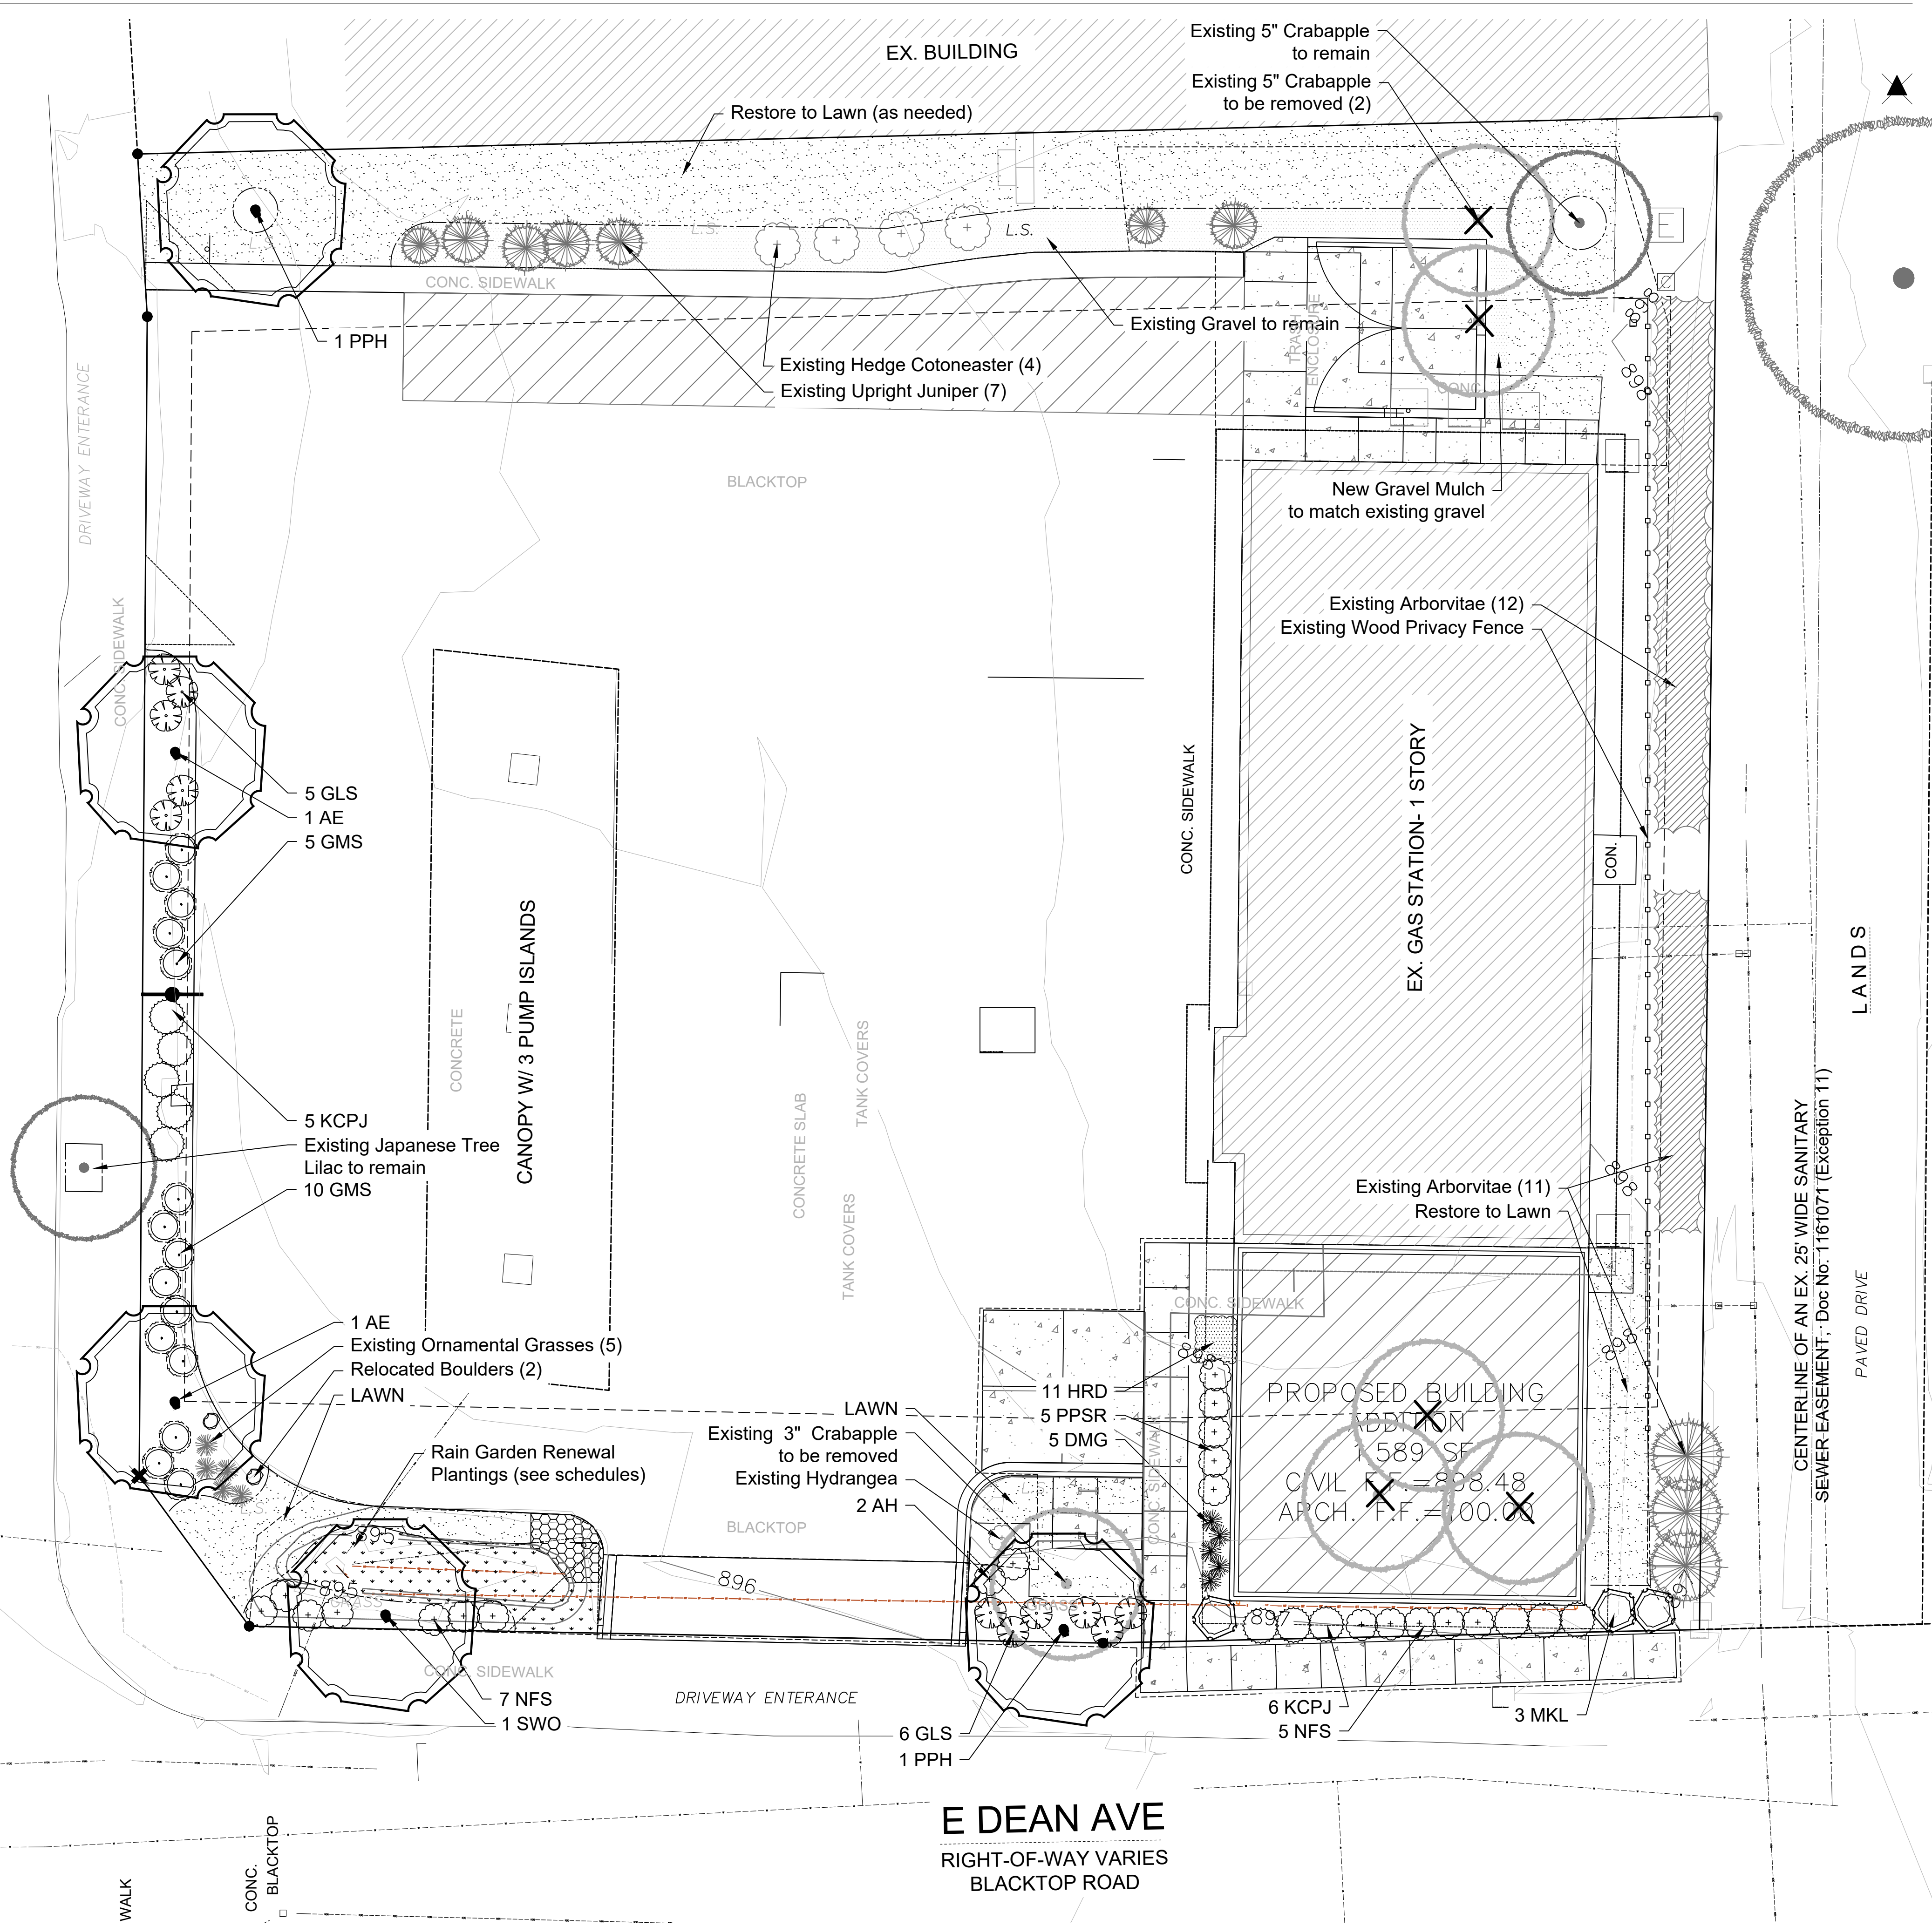 EX. BUILDING
Existing 5" Crabapple
to remain
Existing 5" Crabapple
to be removed (2)
Restore to Lawn (as needed)
L.S.
L.S.
E
CONC. SIDEWALK
Existing Gravel to remain
TRASH
ENCLOSURE
1 PPH
Existing Hedge Cotoneaster (4)
Existing Upright Juniper (7)
CONC.
DRIVEWAY ENTERANCE
BLACKTOP
New Gravel Mulch
to match existing gravel
Existing Arborvitae (12)
Existing Wood Privacy Fence
CONC. SIDEWALK
5 GLS
1 AE
5 GMS
CONC. SIDEWALK
EX. GAS STATION- 1 STORY
CON.
CANOPY W/ 3 PUMP ISLANDS
CONCRETE
LANDS
TANK COVERS
CONCRETE SLAB
TANK COVERS
5 KCPJ
Existing Japanese Tree
Lilac to remain
10 GMS
Existing Arborvitae (11)
Restore to Lawn
CENTERLINE OF AN EX. 25' WIDE SANITARY
SEWER EASEMENT; Doc No: 1161071 (Exception 11)
PAVED DRIVE
CONC. SIDEWALK
1 AE
Existing Ornamental Grasses (5)
Relocated Boulders (2)
LAWN
898
898
11 HRD
5 PPSR
5 DMG
PROPOSED BUILDING
ADDITION
1589 SF
CIVIL F.F.=898.48
ARCH. F.F.=100.00
LAWN
Existing 3" Crabapple
to be removed
Existing Hydrangea
2 AH
CONC. SIDEWALK
Rain Garden Renewal
Plantings (see schedules)
L.S.
L.S.
BLACKTOP
895
895
GRASS
896
GRASS
897
CONC. SIDEWALK
7 NFS
1 SWO
DRIVEWAY ENTERANCE
6 GLS
1 PPH
6 KCPJ
5 NFS
3 MKL
E DEAN AVE
RIGHT-OF-WAY VARIES
BLACKTOP ROAD
WALK
CONC.
BLACKTOP